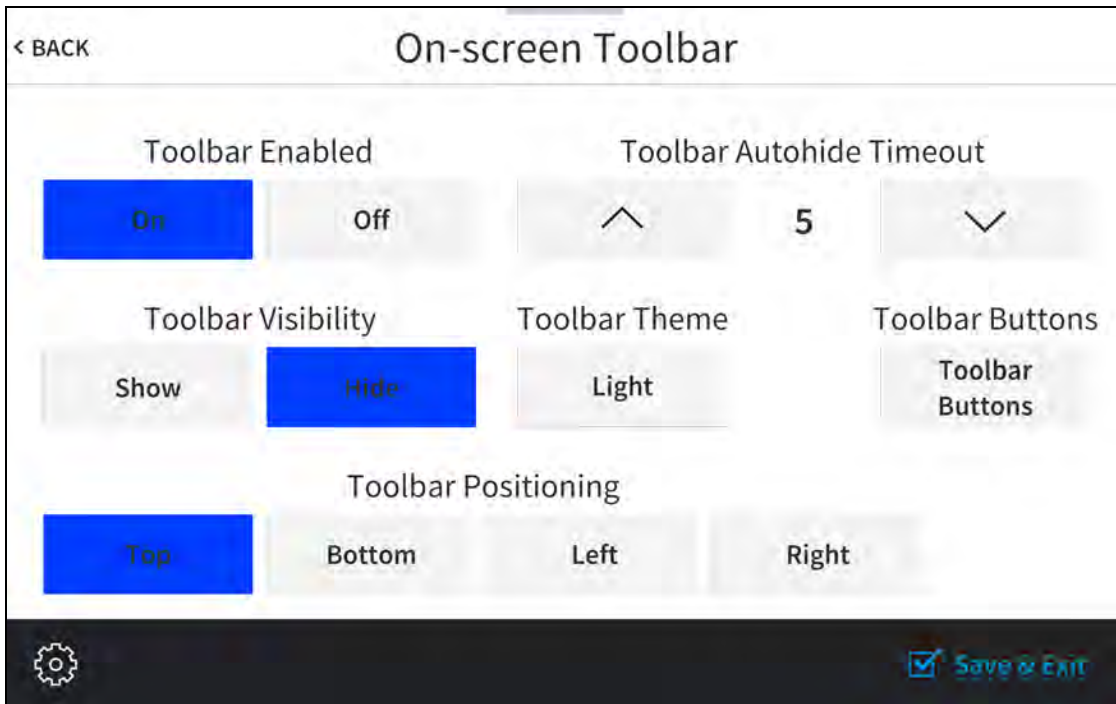 < BACK
On-screen Toolbar
Toolbar Enabled
Toolbar Autohide Timeout
On
Off
5
Toolbar Visibility
Toolbar Theme
Toolbar Buttons
Show
Hide
Light
Toolbar
Buttons
Toolbar Positioning
Top
Bottom
Left
Right
Save & Exit